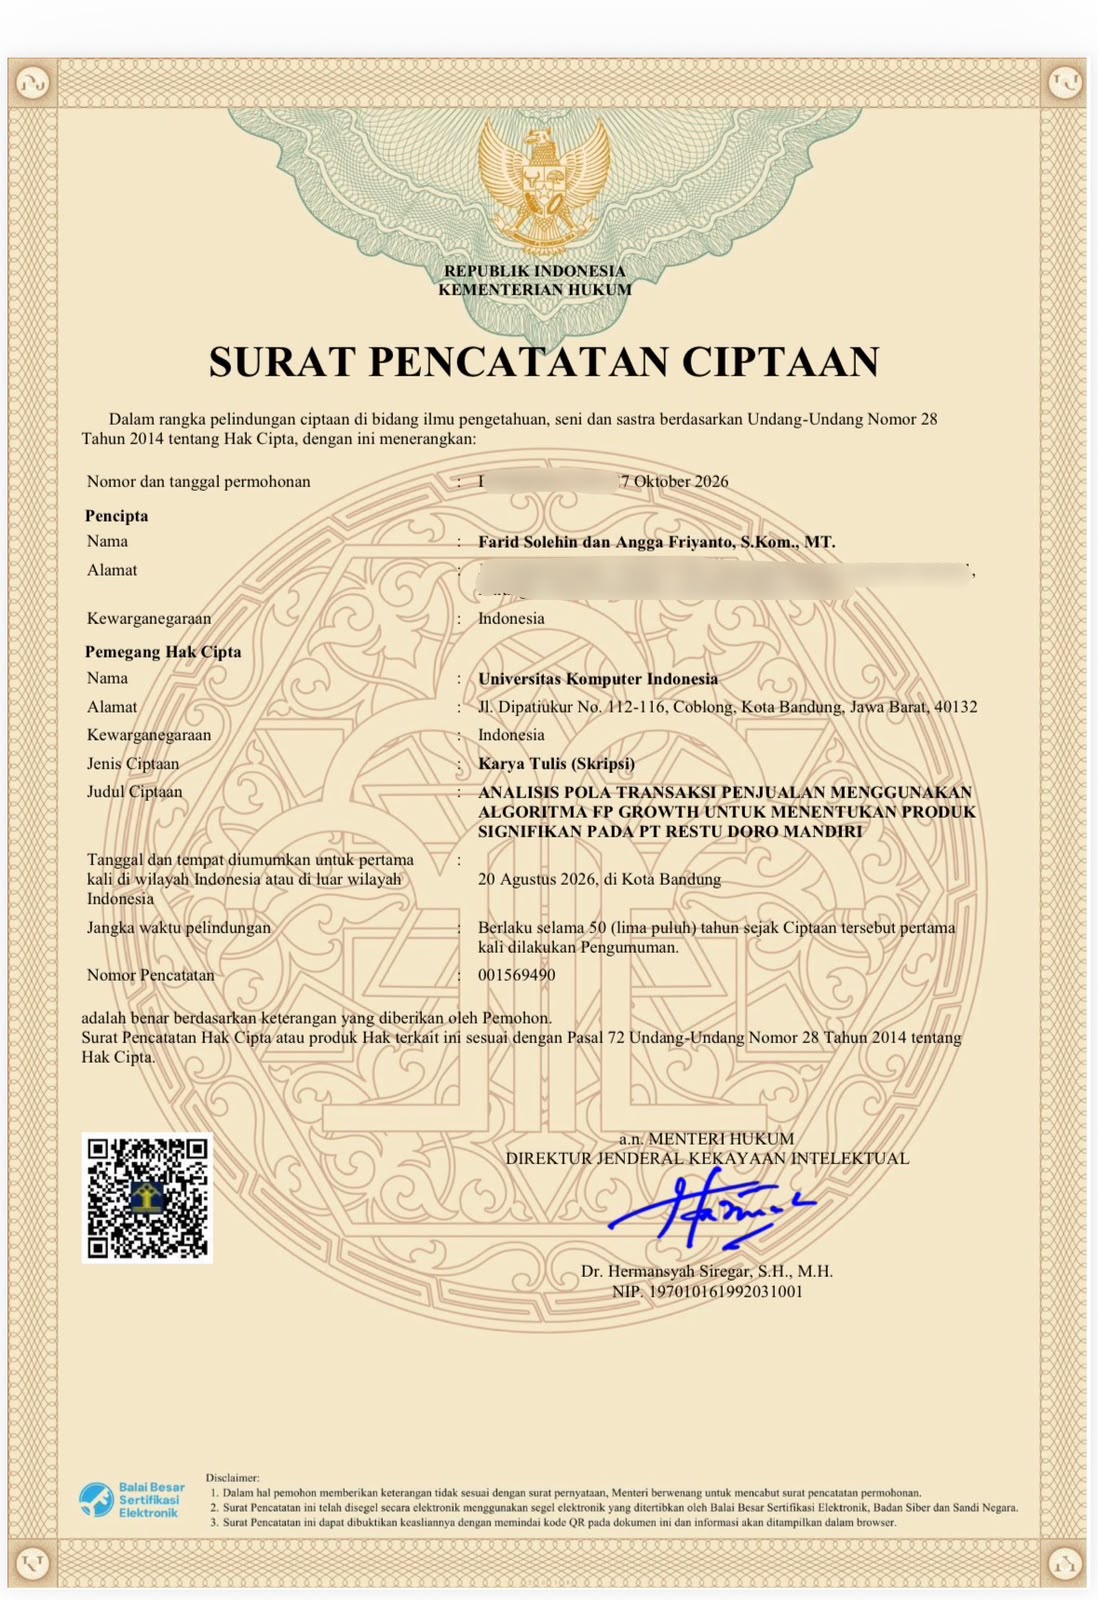 REPUBLIK INDONESIA
KEMENTERIAN HUKUM
SURAT PENCATATAN CIPTAAN
Dalam rangka pelindungan ciptaan di bidang ilmu pengetahuan, seni dan sastra berdasarkan Undang-Undang Nomor 28
Tahun 2014 tentang Hak Cipta, dengan ini menerangkan:
Nomor dan tanggal permohonan : 7 Oktober 2026
Pencipta
Nama : Farid Solehin dan Angga Friyanto, S.Kom., MT.
Alamat :
Kewarganegaraan : Indonesia
Pemegang Hak Cipta
Nama : Universitas Komputer Indonesia
Alamat : Jl. Dipatiukur No. 112-116, Coblong, Kota Bandung, Jawa Barat, 40132
Kewarganegaraan : Indonesia
Jenis Ciptaan : Karya Tulis (Skripsi)
Judul Ciptaan : ANALISIS POLA TRANSAKSI PENJUALAN MENGGUNAKAN
ALGORITMA FP GROWTH UNTUK MENENTUKAN PRODUK
SIGNIFIKAN PADA PT RESTU DORO MANDIRI
Tanggal dan tempat diumumkan untuk pertama :
kali di wilayah Indonesia atau di luar wilayah 20 Agustus 2026, di Kota Bandung
Indonesia
Jangka waktu pelindungan : Berlaku selama 50 (lima puluh) tahun sejak Ciptaan tersebut pertama
kali dilakukan Pengumuman.
Nomor Pencatatan : 001569490
adalah benar berdasarkan keterangan yang diberikan oleh Pemohon.
Surat Pencatatan Hak Cipta atau produk Hak terkait ini sesuai dengan Pasal 72 Undang-Undang Nomor 28 Tahun 2014 tentang
Hak Cipta.
a.n. MENTERI HUKUM
DIREKTUR JENDERAL KEKAYAAN INTELEKTUAL
Dr. Hermansyah Siregar, S.H., M.H.
NIP. 197010161992031001
Balai Besar
Sertifikasi
Elektronik
Disclaimer:
1. Dalam hal pemohon memberikan keterangan tidak sesuai dengan surat pernyataan, Menteri berwenang untuk mencabut surat pencatatan permohonan.
2. Surat Pencatatan ini telah disegel secara elektronik menggunakan segel elektronik yang ditertibkan oleh Balai Besar Sertifikasi Elektronik, Badan Siber dan Sandi Negara.
3. Surat Pencatatan ini dapat dibuktikan keasliannya dengan memindai kode QR pada dokumen ini dan informasi akan ditampilkan dalam browser.